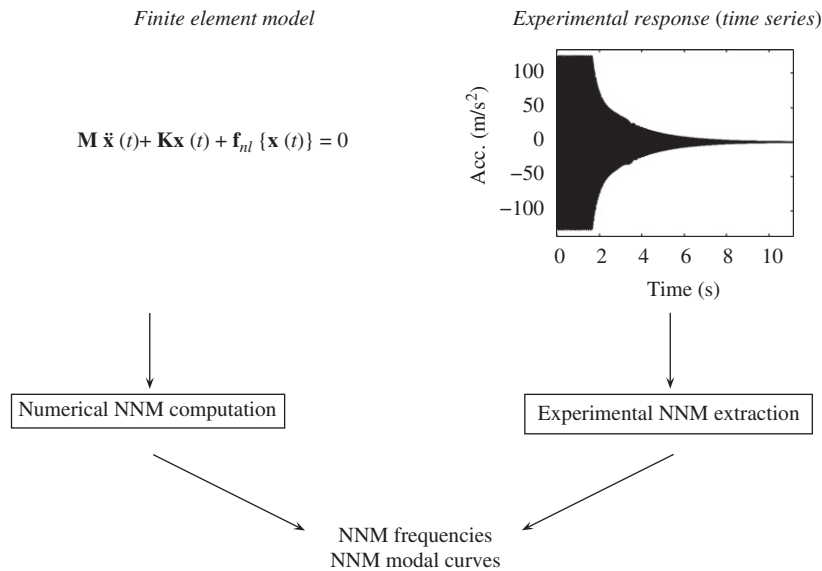 Finite element model
M ẍ (t)+ Kx (t) + f_nl {x (t)} = 0
Experimental response (time series)
Acc. (m/s²)
100
50
0
−50
−100
0 2 4 6 8 10
Time (s)
Numerical NNM computation
Experimental NNM extraction
NNM frequencies
NNM modal curves